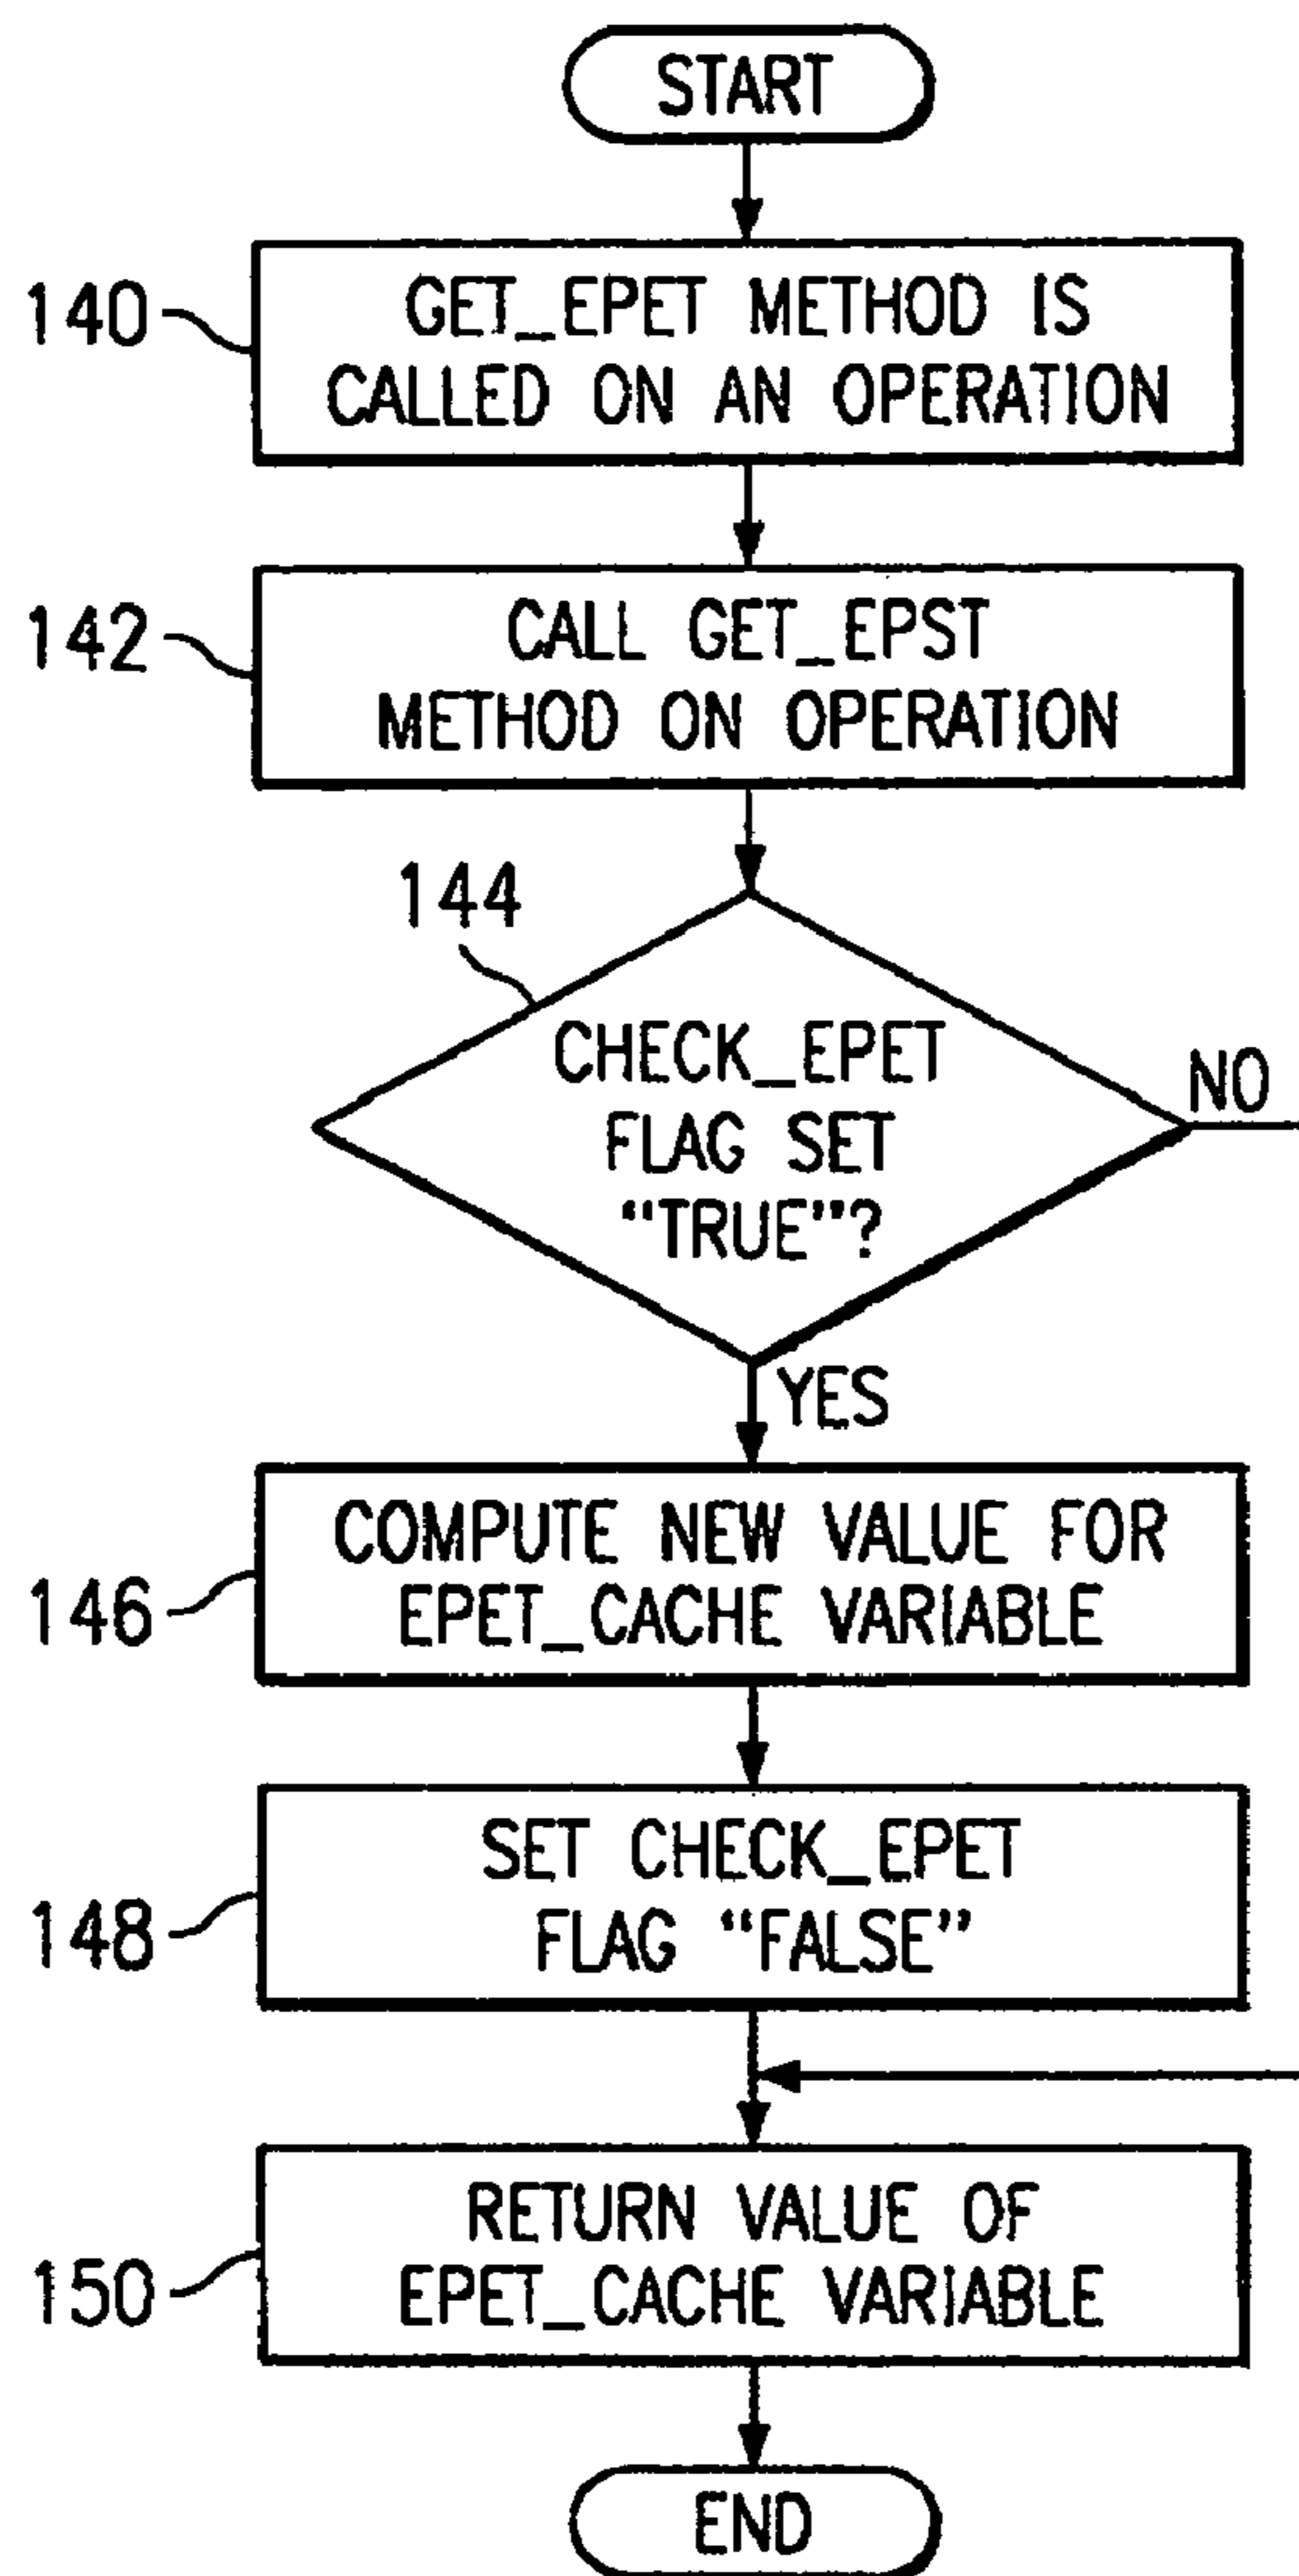 START
140
GET_EPET METHOD IS
CALLED ON AN OPERATION
142
CALL GET_EPST
METHOD ON OPERATION
144
CHECK_EPET
FLAG SET
“TRUE”?
NO
YES
146
COMPUTE NEW VALUE FOR
EPET_CACHE VARIABLE
148
SET CHECK_EPET
FLAG “FALSE”
150
RETURN VALUE OF
EPET_CACHE VARIABLE
END